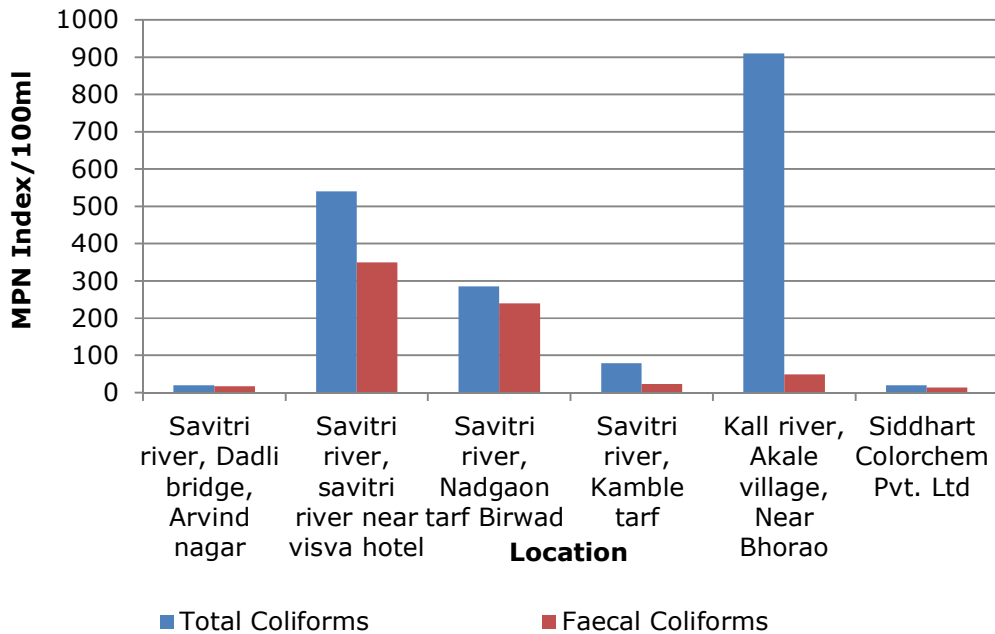 MPN Index/100ml
1000
900
800
700
600
500
400
300
200
100
0
Savitri
river, Dadli
bridge,
Arvind
nagar
Savitri
river,
savitri
river near
visva hotel
Savitri
river,
Nadgaon
tarf Birwad
Savitri
river,
Kamble
tarf
Kall river,
Akale
village,
Near
Bhorao
Siddhart
Colorchem
Pvt. Ltd
Location
Total Coliforms
Faecal Coliforms